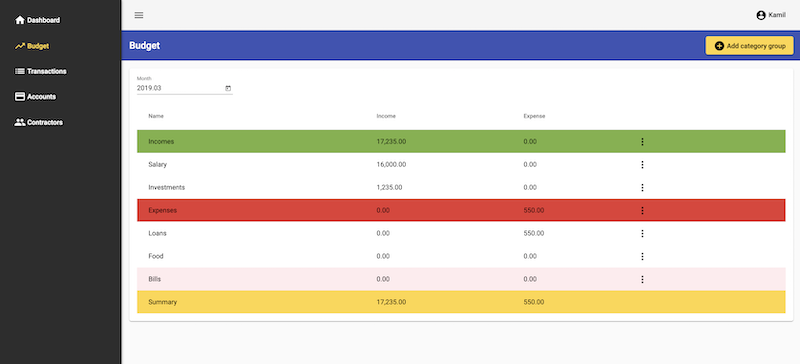 Dashboard
Budget
Transactions
Accounts
Contractors
Kamil
Budget
Add category group
Month
2019.03
Name Income Expense
Incomes 17,235.00 0.00
Salary 16,000.00 0.00
Investments 1,235.00 0.00
Expenses 0.00 550.00
Loans 0.00 550.00
Food 0.00 0.00
Bills 0.00 0.00
Summary 17,235.00 550.00